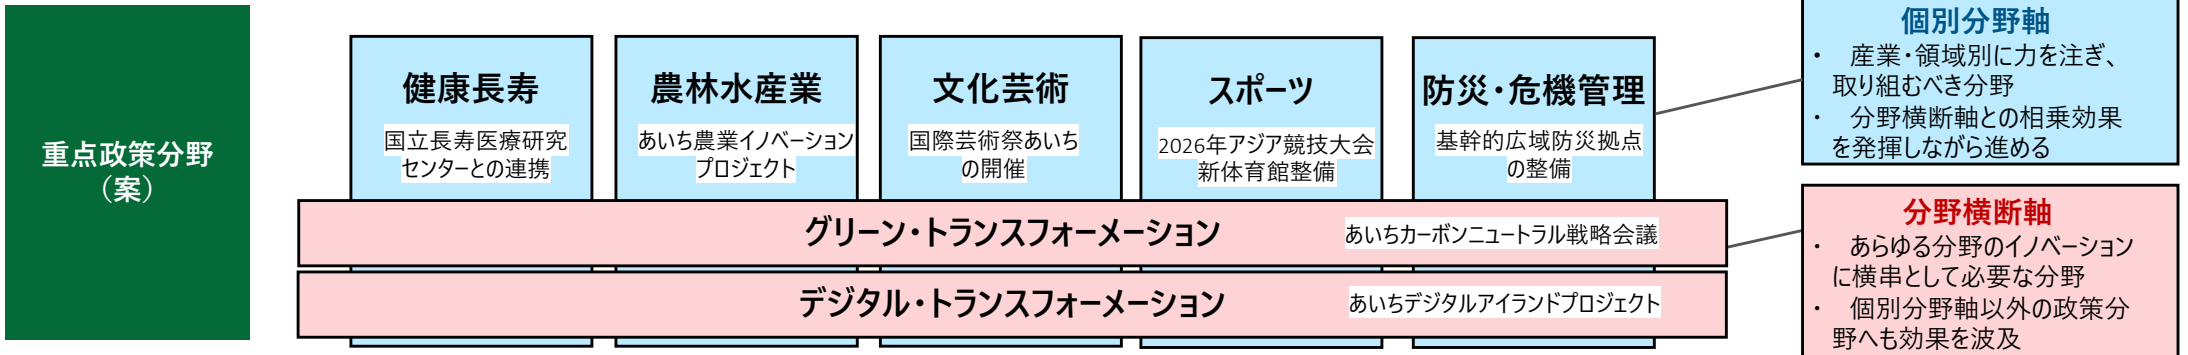 重点政策分野
（案）
健康長寿
国立長寿医療研究
センターとの連携
農林水産業
あいち農業イノベーション
プロジェクト
文化芸術
国際芸術祭あいち
の開催
スポーツ
2026年アジア競技大会
新体育館整備
防災・危機管理
基幹的広域防災拠点
の整備
グリーン・トランスフォーメーション
あいちカーボンニュートラル戦略会議
デジタル・トランスフォーメーション
あいちデジタルアイランドプロジェクト
個別分野軸
・　産業・領域別に力を注ぎ、
取り組むべき分野
・　分野横断軸との相乗効果
を発揮しながら進める
分野横断軸
・　あらゆる分野のイノベーション
に横串として必要な分野
・　個別分野軸以外の政策分
野へも効果を波及